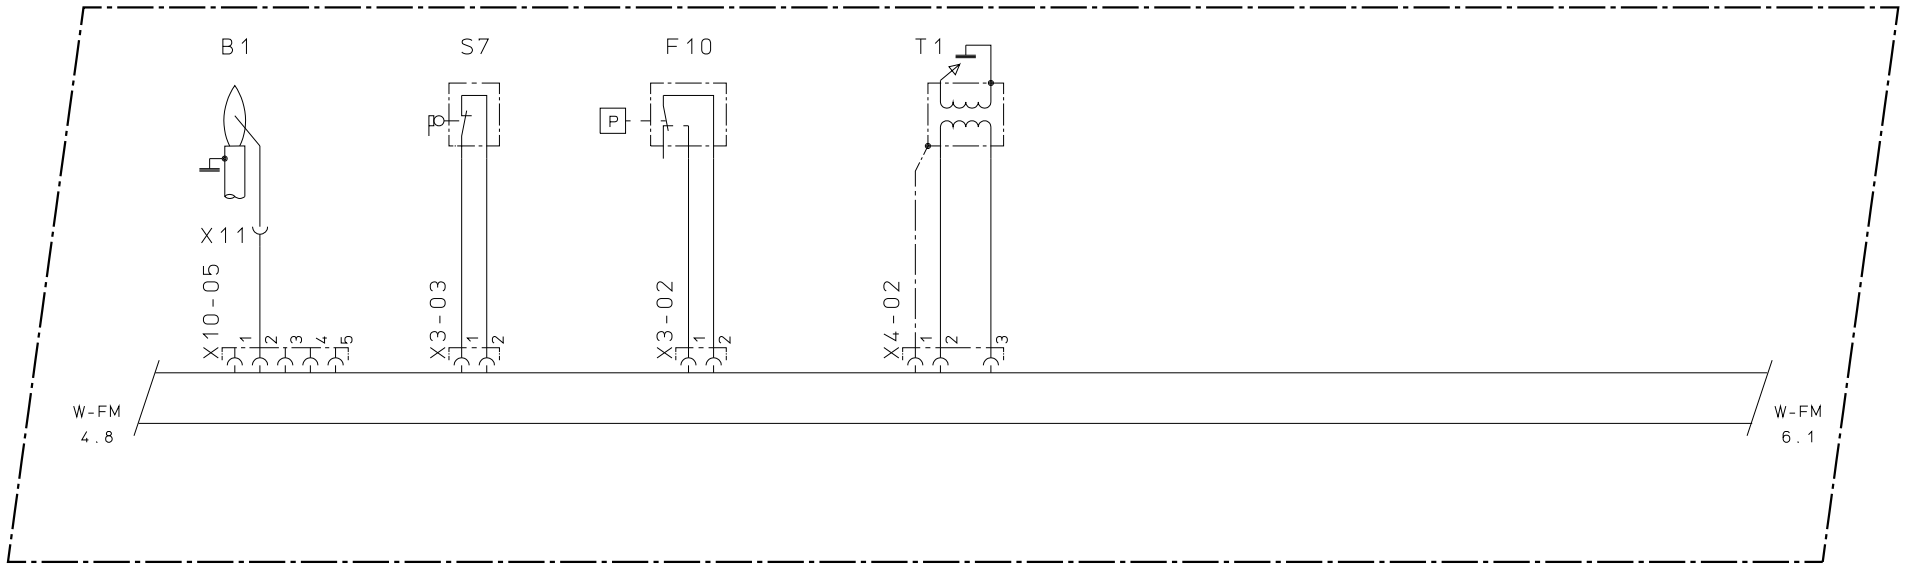 B1 S7 F10 T1
P
X11
X10-05 X3-03 X3-02 X4-02
1 2 3 4 5 1 2 1 2 1 2 3
W-FM W-FM
4.8 6.1